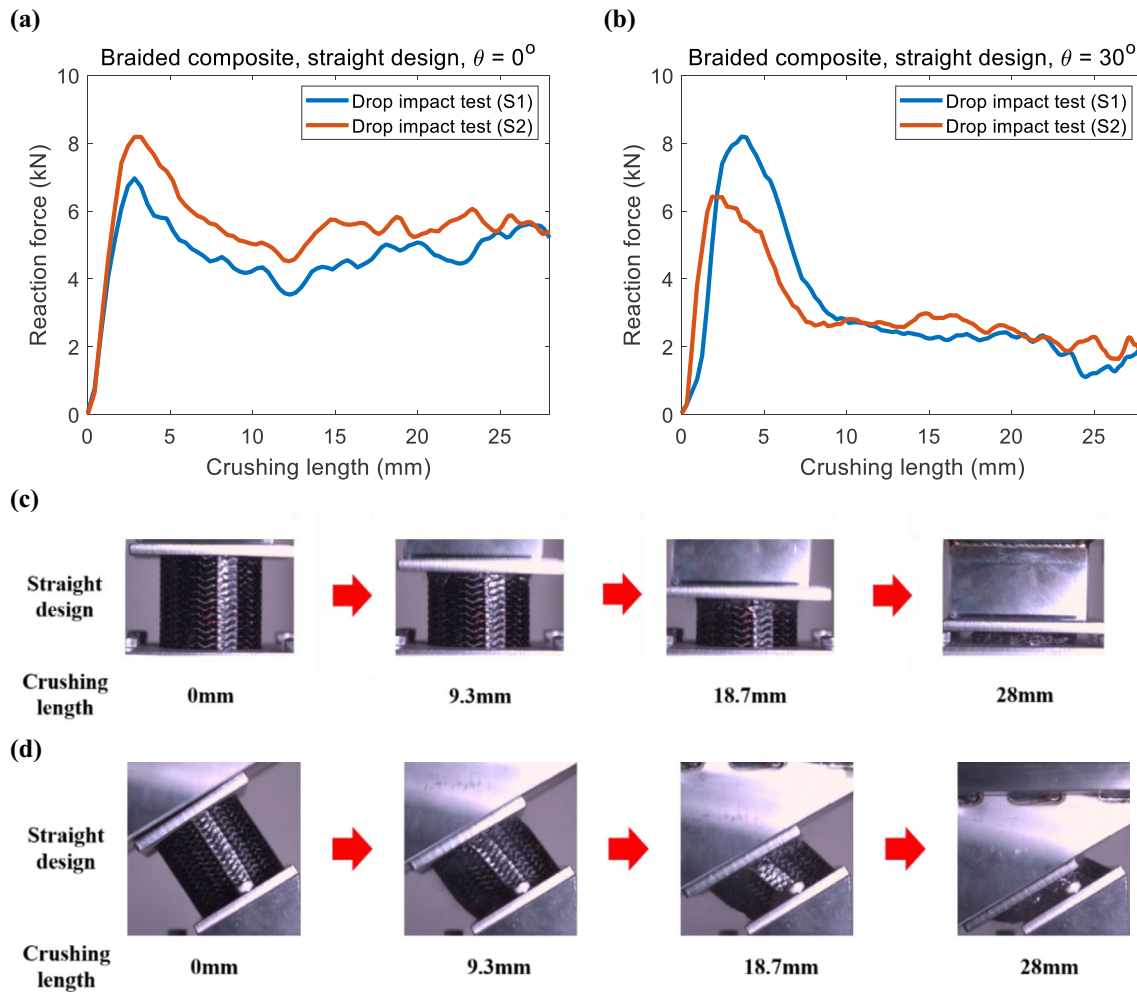 (a)
Braided composite, straight design, θ = 0°
10
8
6
4
2
0
Reaction force (kN)
Drop impact test (S1)
Drop impact test (S2)
0 5 10 15 20 25
Crushing length (mm)
(b)
Braided composite, straight design, θ = 30°
10
8
6
4
2
0
Reaction force (kN)
Drop impact test (S1)
Drop impact test (S2)
0 5 10 15 20 25
Crushing length (mm)
(c)
Straight
design
Crushing
length
0mm 9.3mm 18.7mm 28mm
(d)
Straight
design
Crushing
length
0mm 9.3mm 18.7mm 28mm